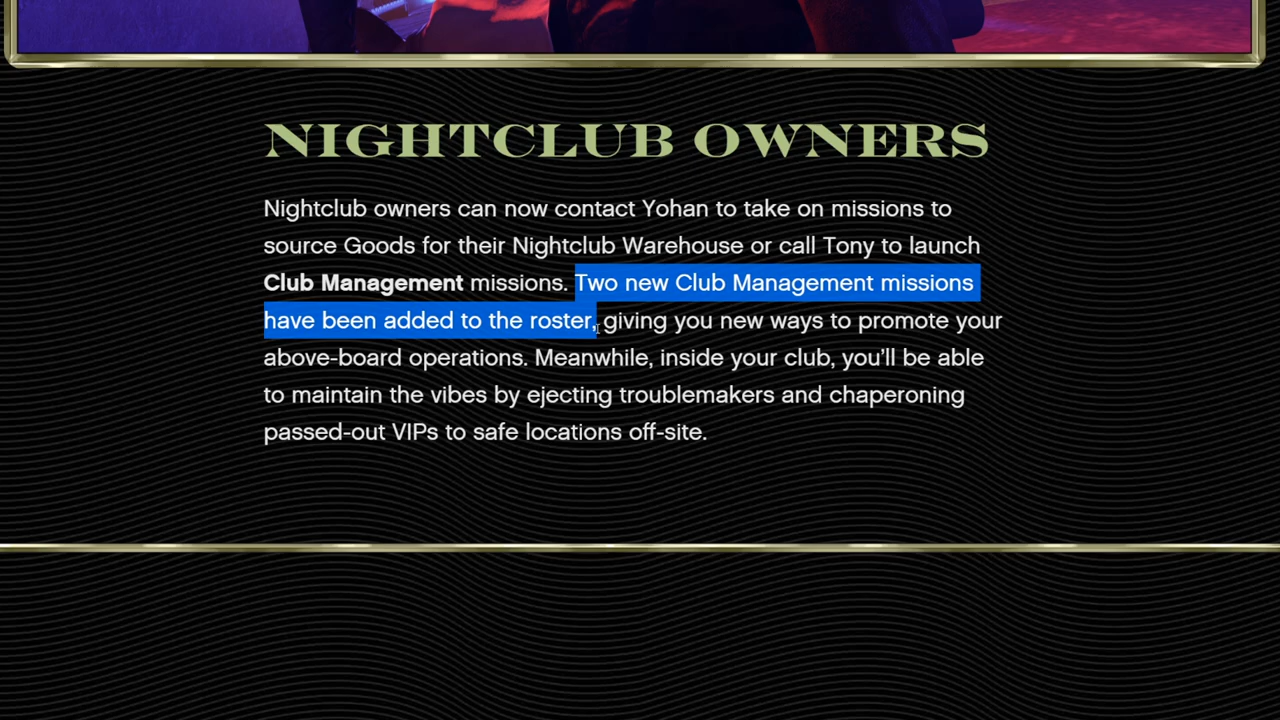 NIGHTCLUB OWNERS
Nightclub owners can now contact Yohan to take on missions to
source Goods for their Nightclub Warehouse or call Tony to launch
Club Management missions. Two new Club Management missions
have been added to the roster, giving you new ways to promote your
above-board operations. Meanwhile, inside your club, you’ll be able
to maintain the vibes by ejecting troublemakers and chaperoning
passed-out VIPs to safe locations off-site.